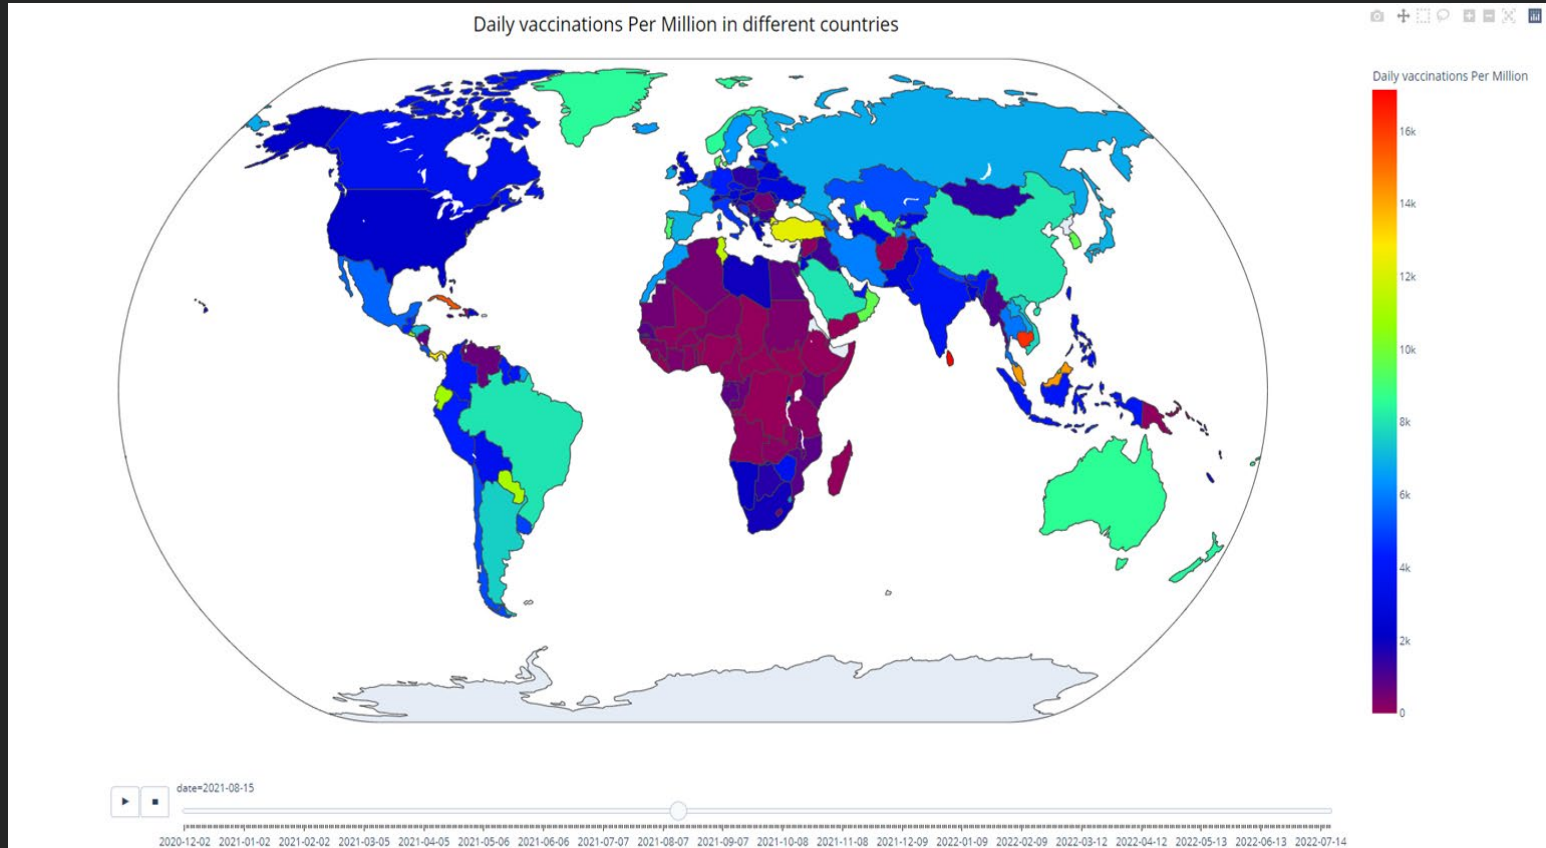 Daily vaccinations Per Million in different countries
Daily vaccinations Per Million
16k
14k
12k
10k
8k
6k
4k
2k
0
date=2021-08-15
2020-12-02 2021-01-02 2021-02-02 2021-03-05 2021-04-05 2021-05-06 2021-06-06 2021-07-07 2021-08-07 2021-09-07 2021-10-08 2021-11-08 2021-12-09 2022-01-09 2022-02-09 2022-03-12 2022-04-12 2022-05-13 2022-06-13 2022-07-14